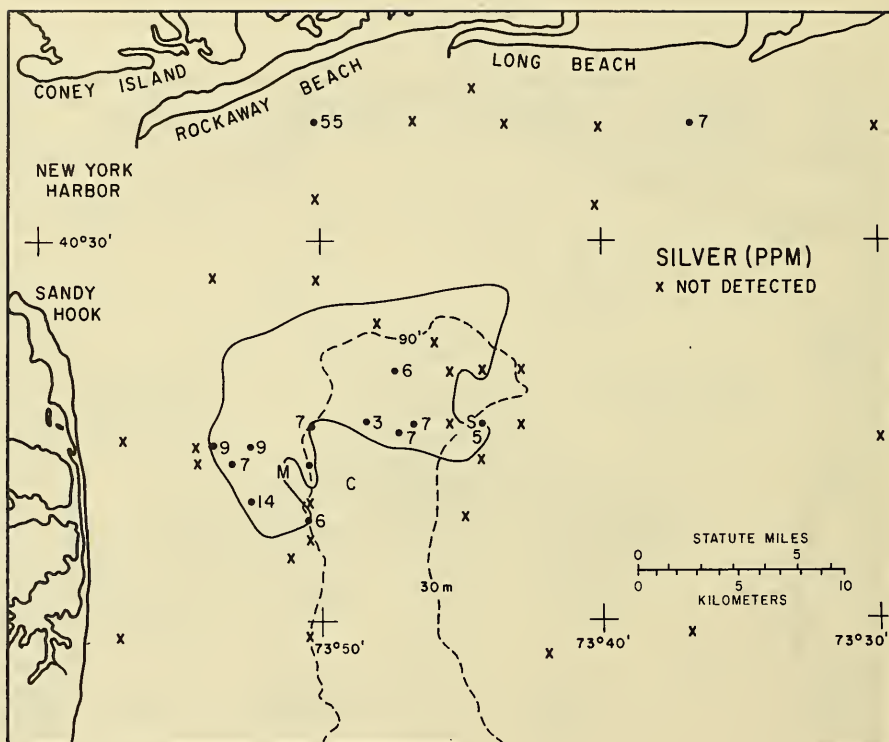 CONEY ISLAND
ROCKAWAY BEACH
LONG BEACH
x
•55
x
x
x
•7
x
NEW YORK
HARBOR
x
x
40°30'
SILVER (PPM)
x NOT DETECTED
SANDY
HOOK
x
x
x
90'
x
•6
x
x
x
7•
•3
•7
•7
x
S
5
x
x
x
•9
•9
x
•7
M
C
x
•14
x
•6
x
x
x
STATUTE MILES
0 5
0 5 10
KILOMETERS
30 m
x
x
73°50'
x
x
73°40'
73°30'